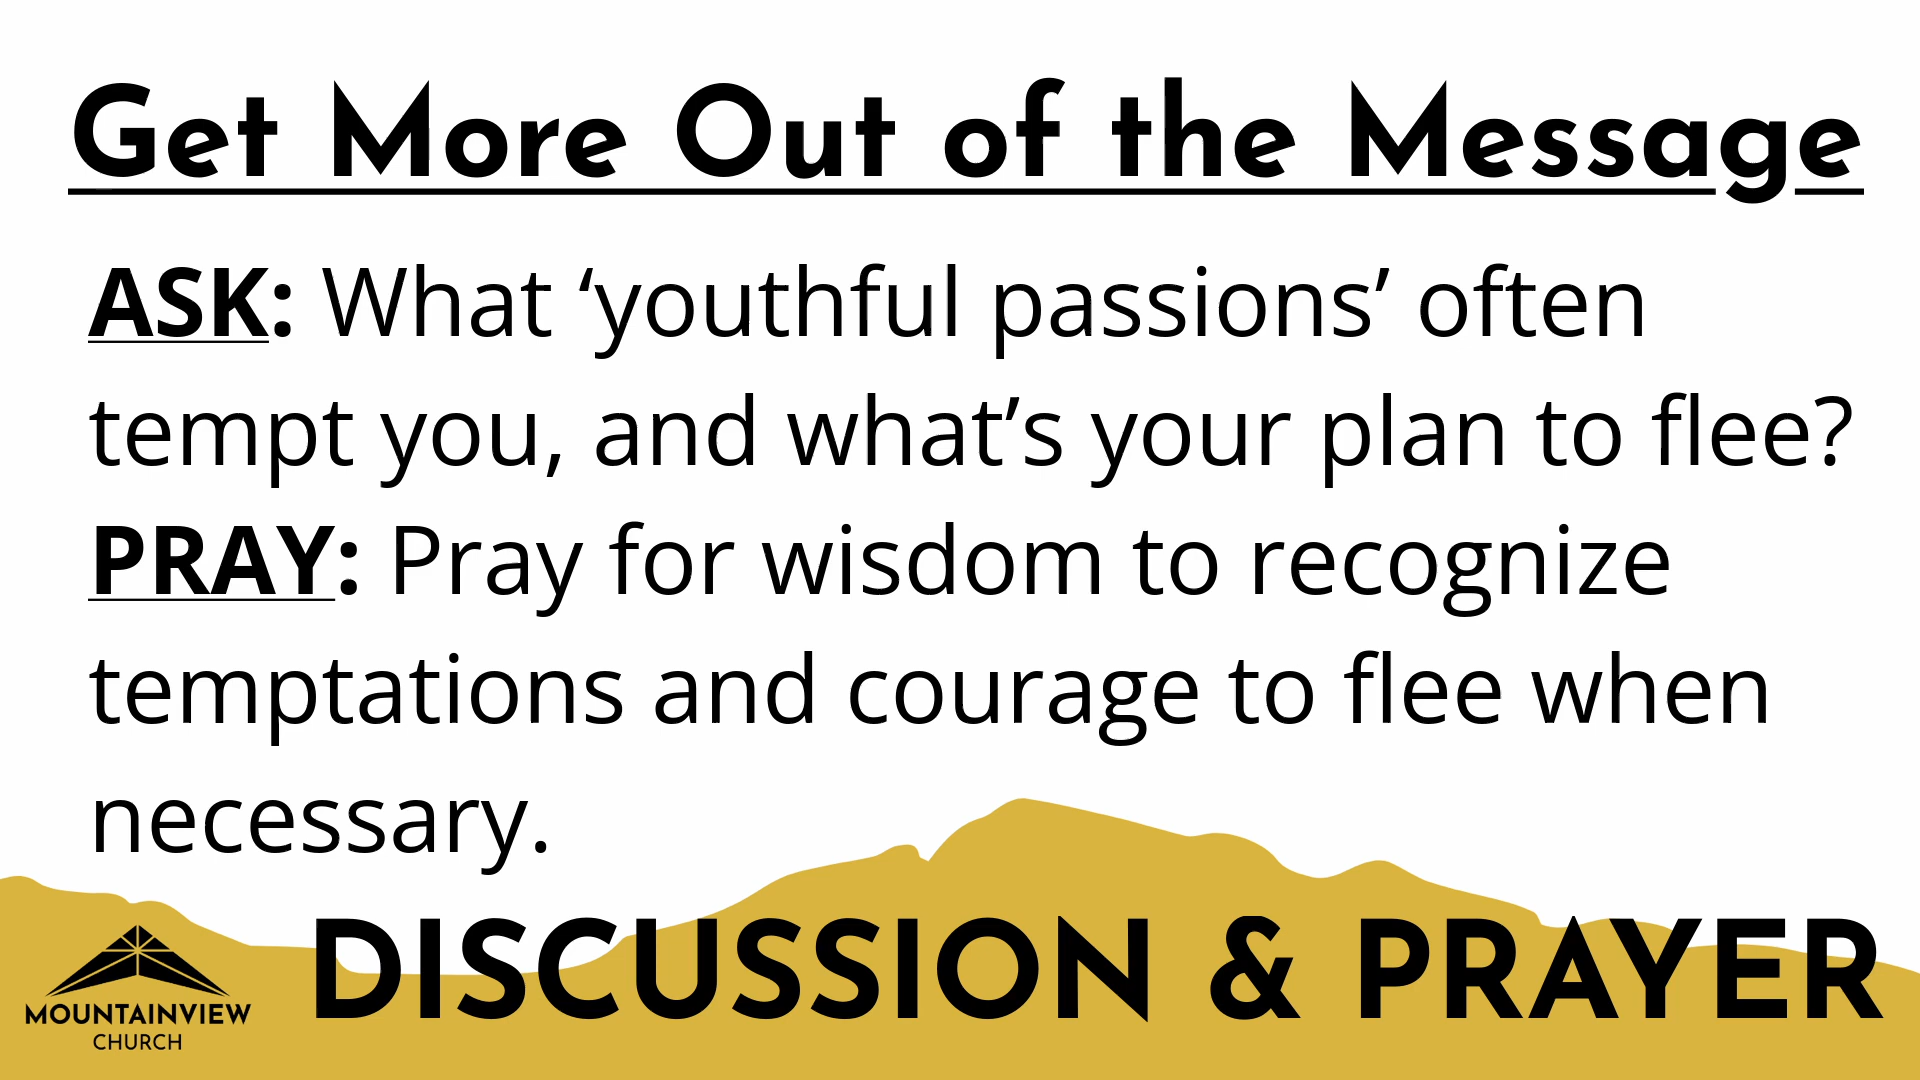 Get More Out of the Message
ASK: What ‘youthful passions’ often
tempt you, and what’s your plan to flee?
PRAY: Pray for wisdom to recognize
temptations and courage to flee when
necessary.
DISCUSSION & PRAYER
MOUNTAINVIEW
CHURCH